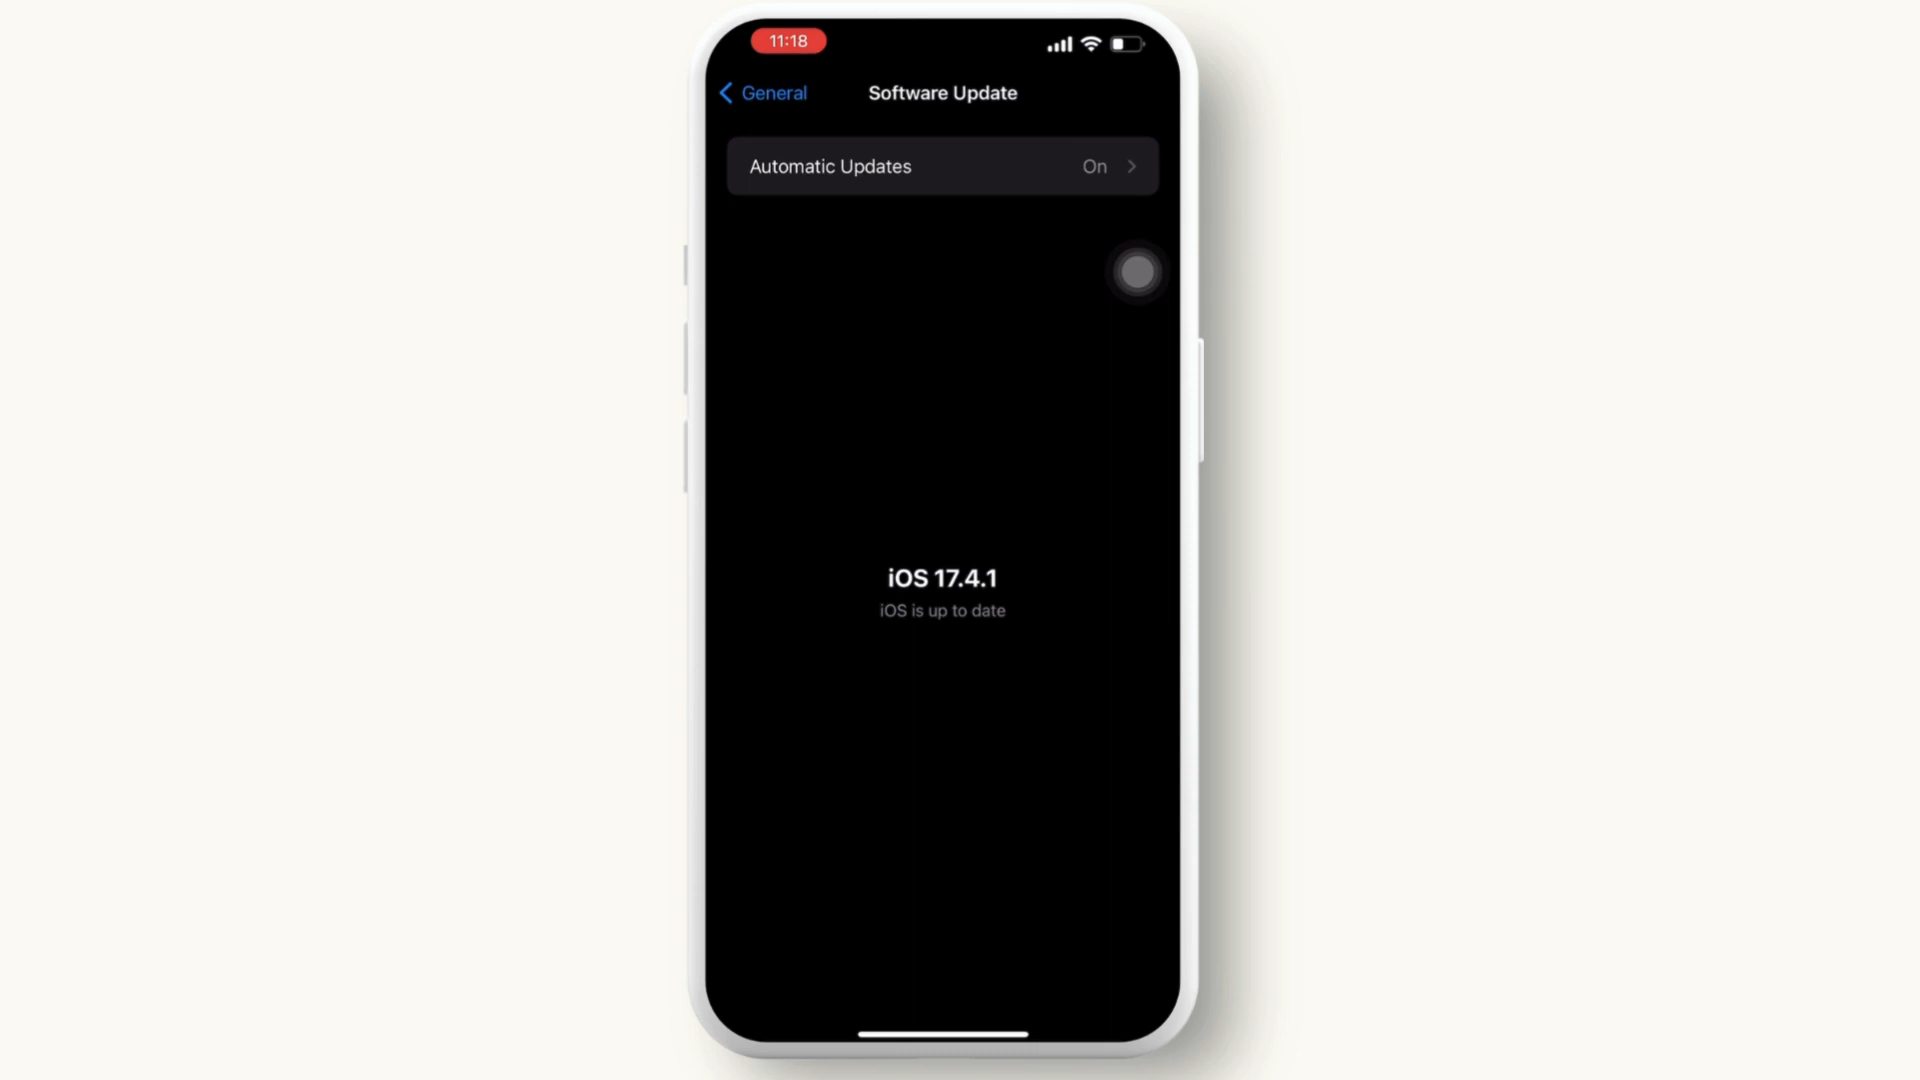 11:18
General
Software Update
Automatic Updates On
iOS 17.4.1
iOS is up to date